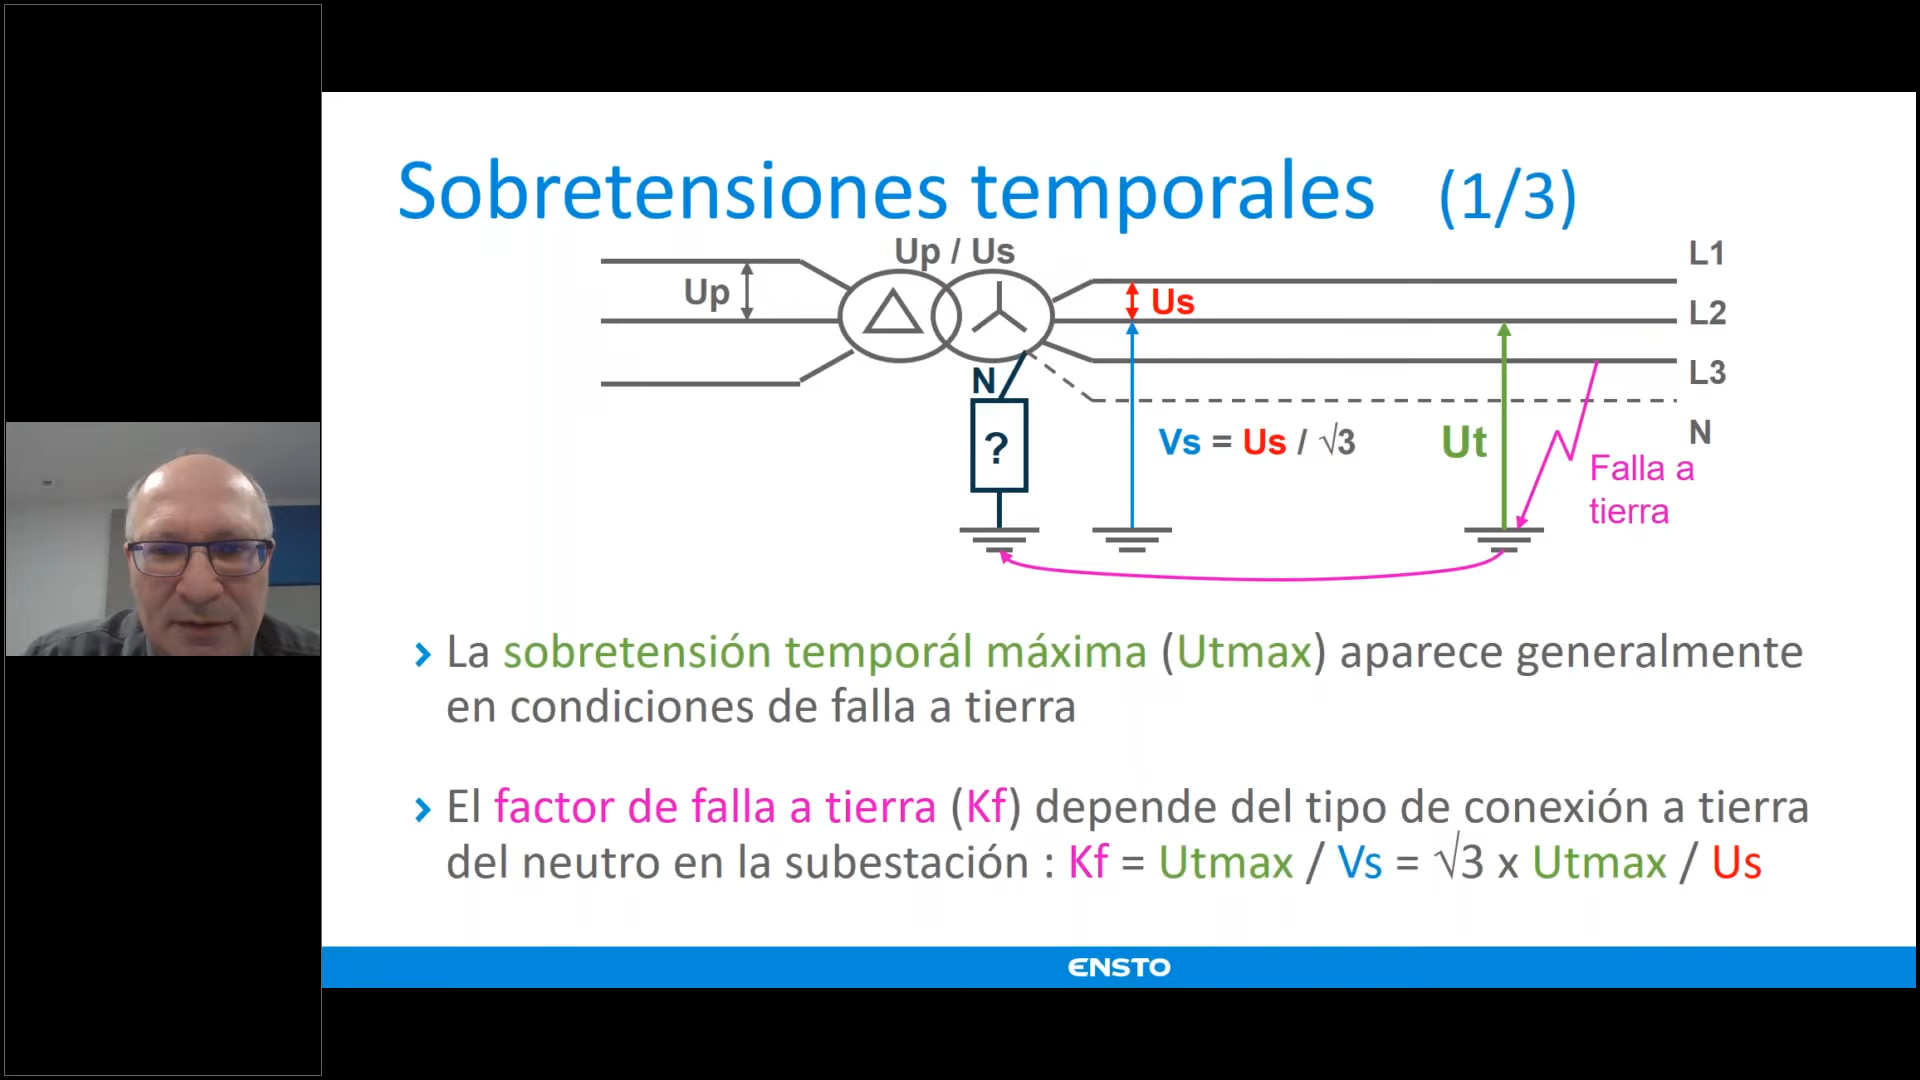 Sobretensiones temporales (1/3)
Up / Us
L1
Up
Us
L2
L3
N
?
Vs = Us / √3
Ut
N
Falla a
tierra
La sobretensión temporál máxima (Utmax) aparece generalmente
en condiciones de falla a tierra
El factor de falla a tierra (Kf) depende del tipo de conexión a tierra
del neutro en la subestación : Kf = Utmax / Vs = √3 x Utmax / Us
ENSTO